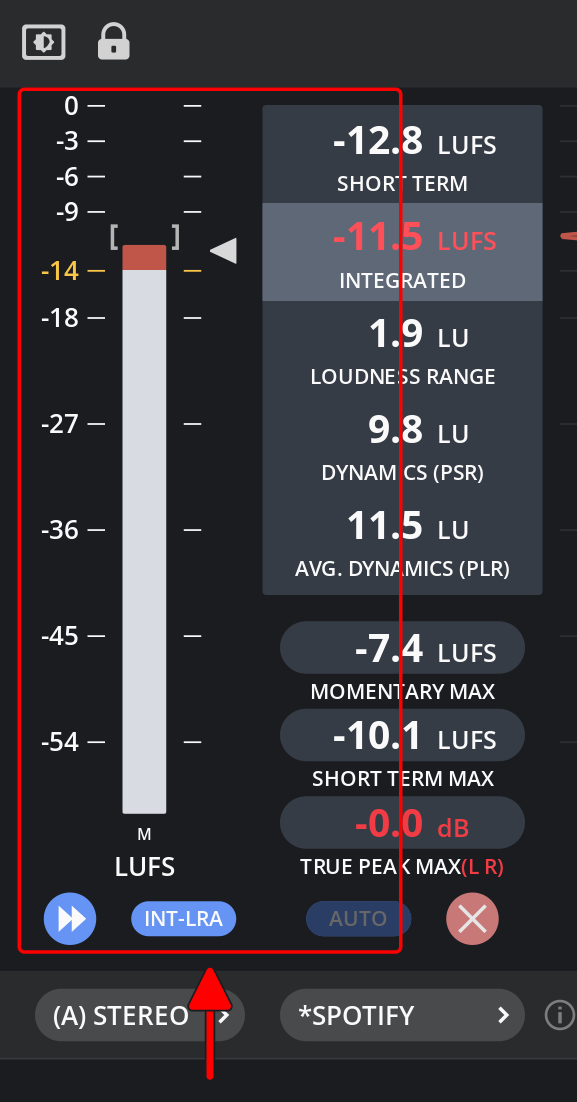 0
-3
-6
-9
[ ]
-14
-18
-27
-36
-45
-54
M
LUFS
-12.8 LUFS
SHORT TERM
-11.5 LUFS
INTEGRATED
1.9 LU
LOUDNESS RANGE
9.8 LU
DYNAMICS (PSR)
11.5 LU
AVG. DYNAMICS (PLR)
-7.4 LUFS
MOMENTARY MAX
-10.1 LUFS
SHORT TERM MAX
-0.0 dB
TRUE PEAK MAX(L R)
INT-LRA AUTO
(A) STEREO *SPOTIFY